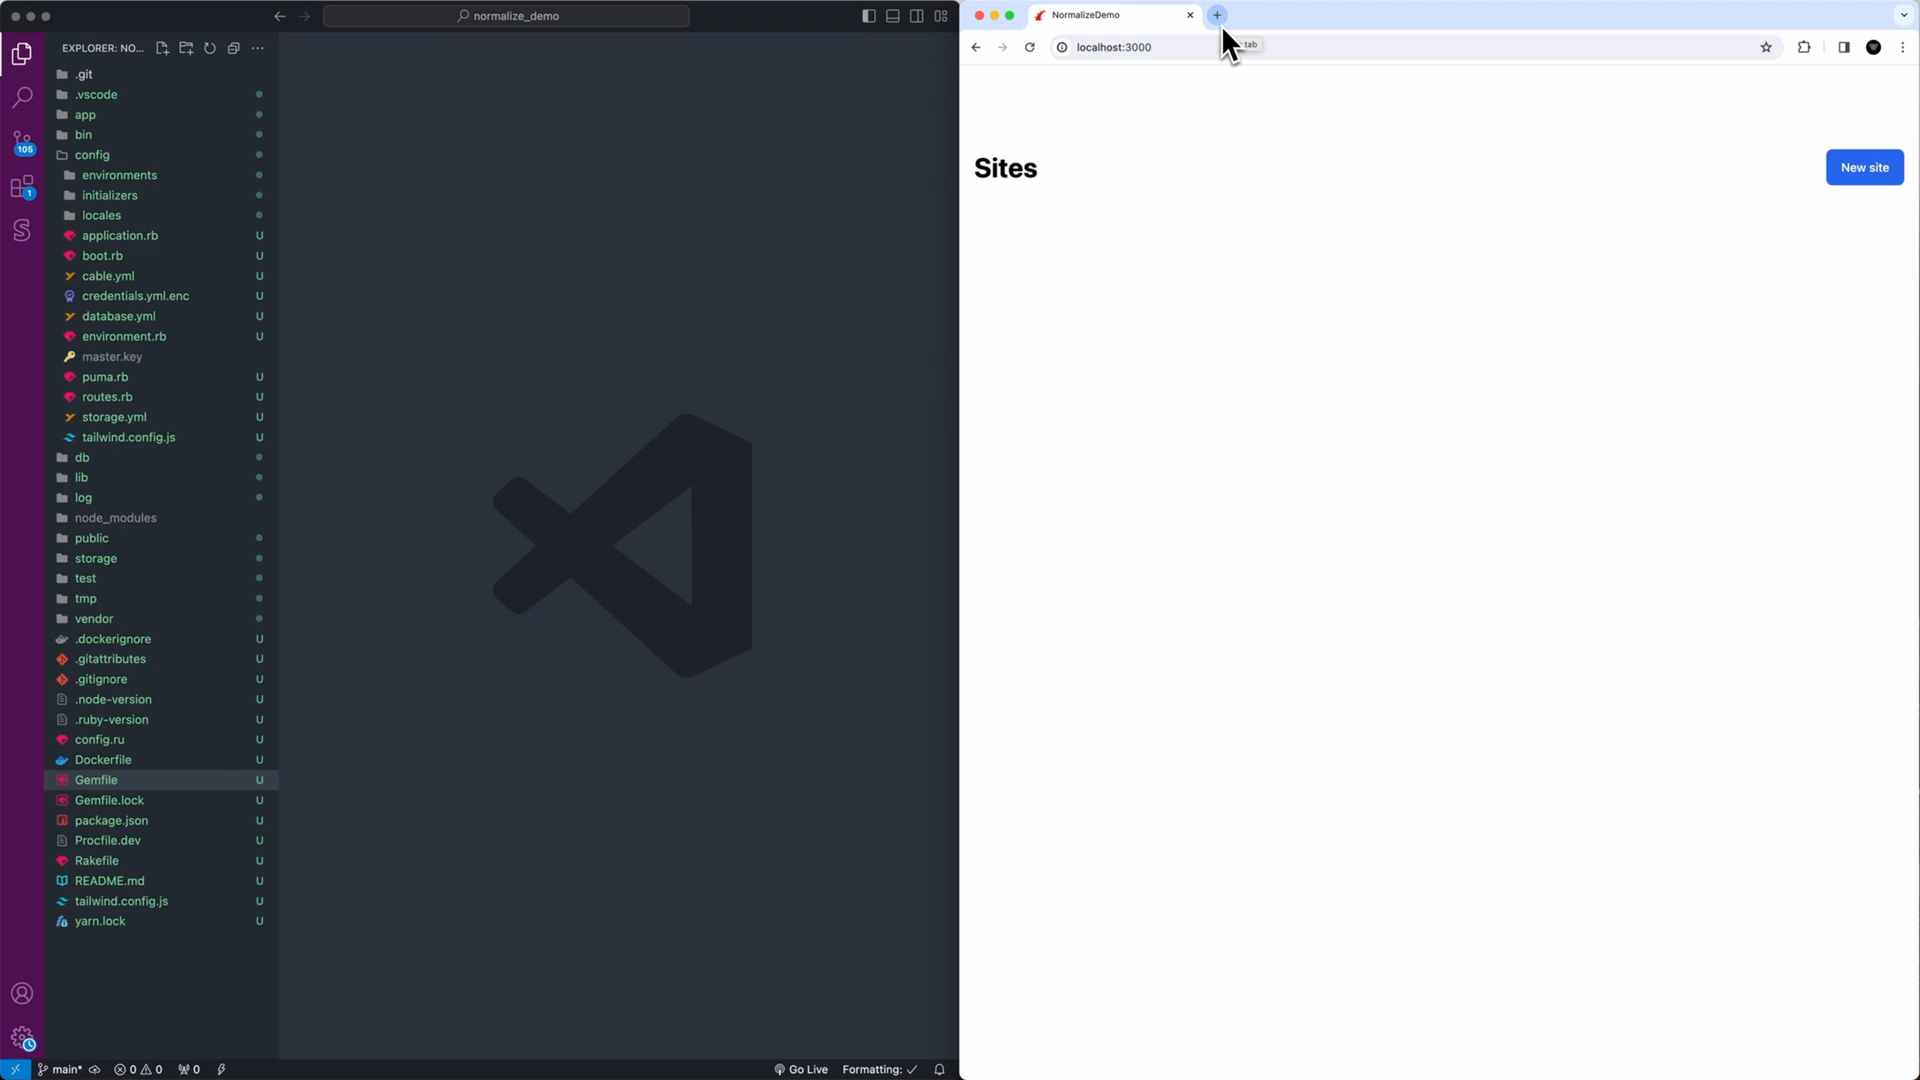 normalize_demo
EXPLORER: NO...
.git
.vscode
app
bin
config
environments
initializers
locales
application.rb U
boot.rb U
cable.yml U
credentials.yml.enc U
database.yml U
environment.rb U
master.key
puma.rb U
routes.rb U
storage.yml U
tailwind.config.js U
db
lib
log
node_modules
public
storage
test
tmp
vendor
.dockerignore U
.gitattributes U
.gitignore U
.node-version U
.ruby-version U
config.ru U
Dockerfile U
Gemfile U
Gemfile.lock U
package.json U
Procfile.dev U
Rakefile U
README.md U
tailwind.config.js U
yarn.lock U
105
1
main* 0 0 0
Go Live Formatting:
NormalizeDemo
tab
localhost:3000
Sites
New site